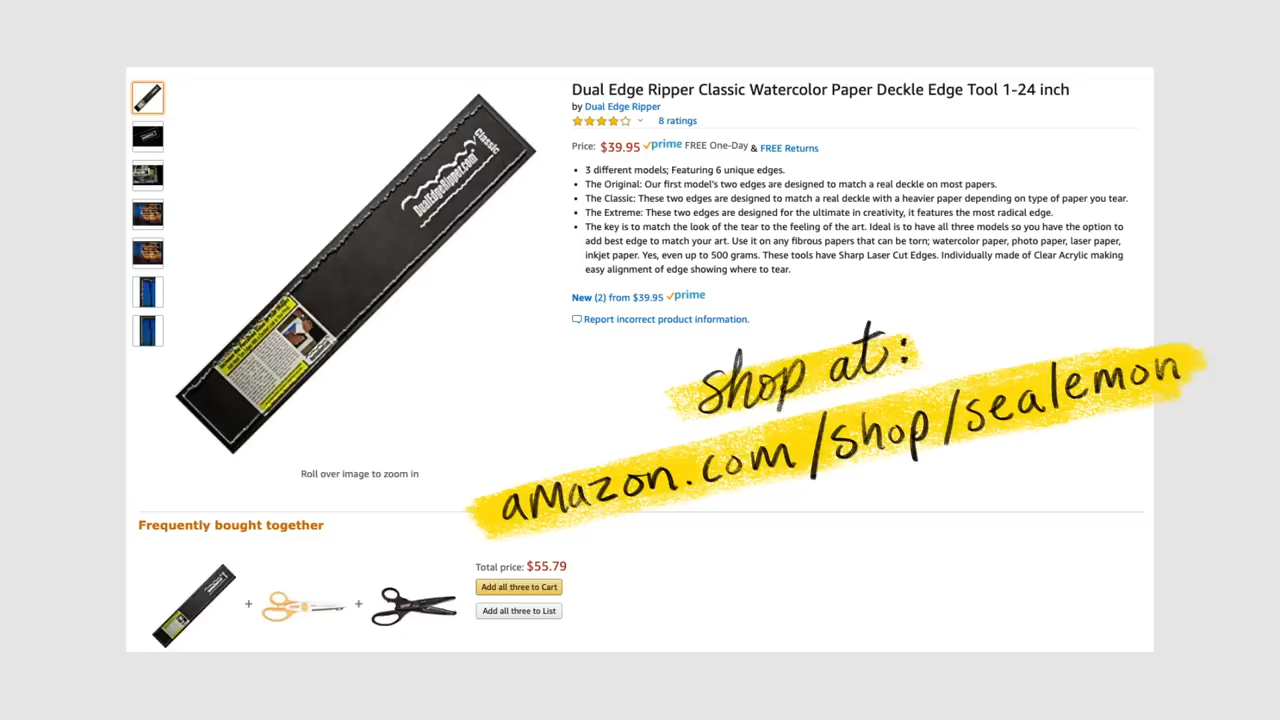 Dual Edge Ripper Classic Watercolor Paper Deckle Edge Tool 1-24 inch
by Dual Edge Ripper
8 ratings
Price: $39.95 prime FREE One-Day & FREE Returns
• 3 different models; Featuring 6 unique edges.
• The Original: Our first model's two edges are designed to match a real deckle on most papers.
• The Classic: These two edges are designed to match a real deckle with a heavier paper depending on type of paper you tear.
• The Extreme: These two edges are designed for the ultimate in creativity, it features the most radical edge.
• The key is to match the look of the tear to the feeling of the art. Ideal is to have all three models so you have the option to
add best edge to match your art. Use it on any fibrous papers that can be torn; watercolor paper, photo paper, laser paper,
inkjet paper. Yes, even up to 500 grams. These tools have Sharp Laser Cut Edges. Individually made of Clear Acrylic making
easy alignment of edge showing where to tear.
New (2) from $39.95 prime
Report incorrect product information.
Classic
DualEdgeRipper.com
shop at:
amazon.com/shop/sealemon
Roll over image to zoom in
Frequently bought together
Total price: $55.79
Add all three to Cart
Add all three to List
+ +